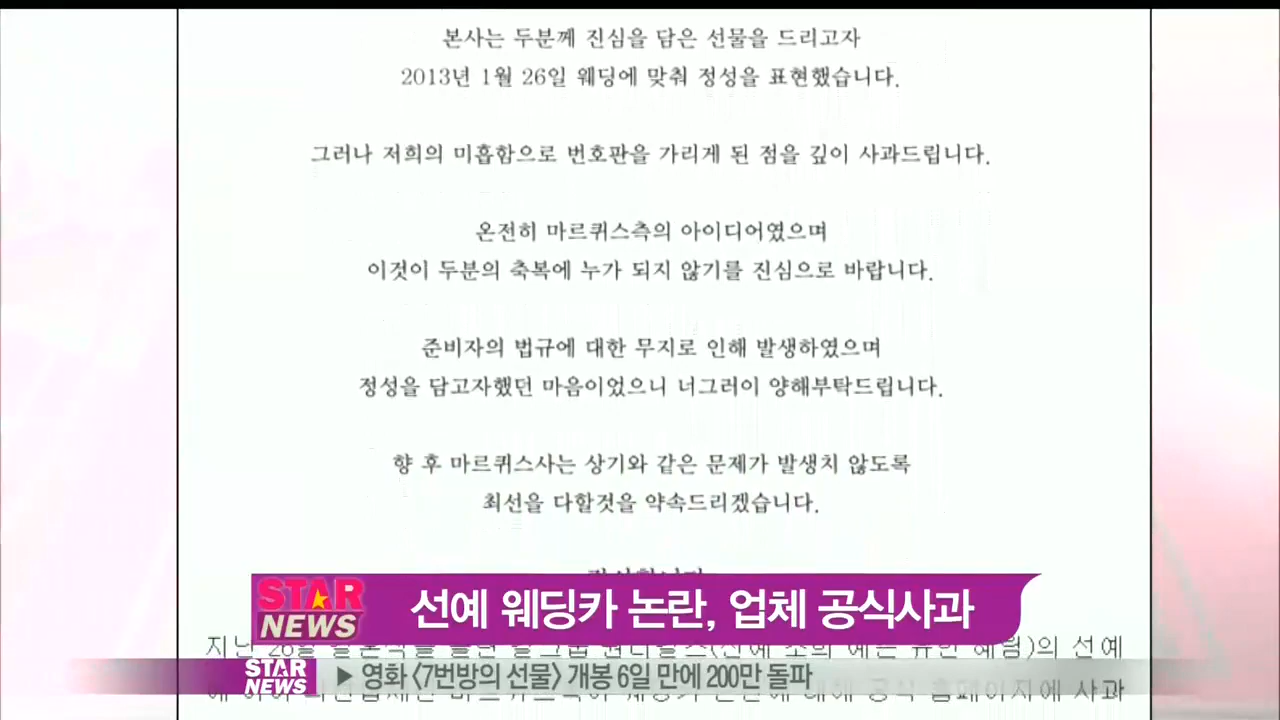 본사는 두분께 진심을 담은 선물을 드리고자
2013년 1월 26일 웨딩에 맞춰 정성을 표현했습니다.
그러나 저희의 미흡함으로 번호판을 가리게 된 점을 깊이 사과드립니다.
온전히 마르퀴스측의 아이디어였으며
이것이 두분의 축복에 누가 되지 않기를 진심으로 바랍니다.
준비자의 법규에 대한 무지로 인해 발생하였으며
정성을 담고자했던 마음이었으니 너그러이 양해부탁드립니다.
향 후 마르퀴스사는 상기와 같은 문제가 발생치 않도록
최선을 다할것을 약속드리겠습니다.
STAR
NEWS
선예 웨딩카 논란, 업체 공식사과
지난 26일 의 선예
STAR
NEWS
▶ 영화 <7번방의 선물> 개봉 6일 만에 200만 돌파
사과